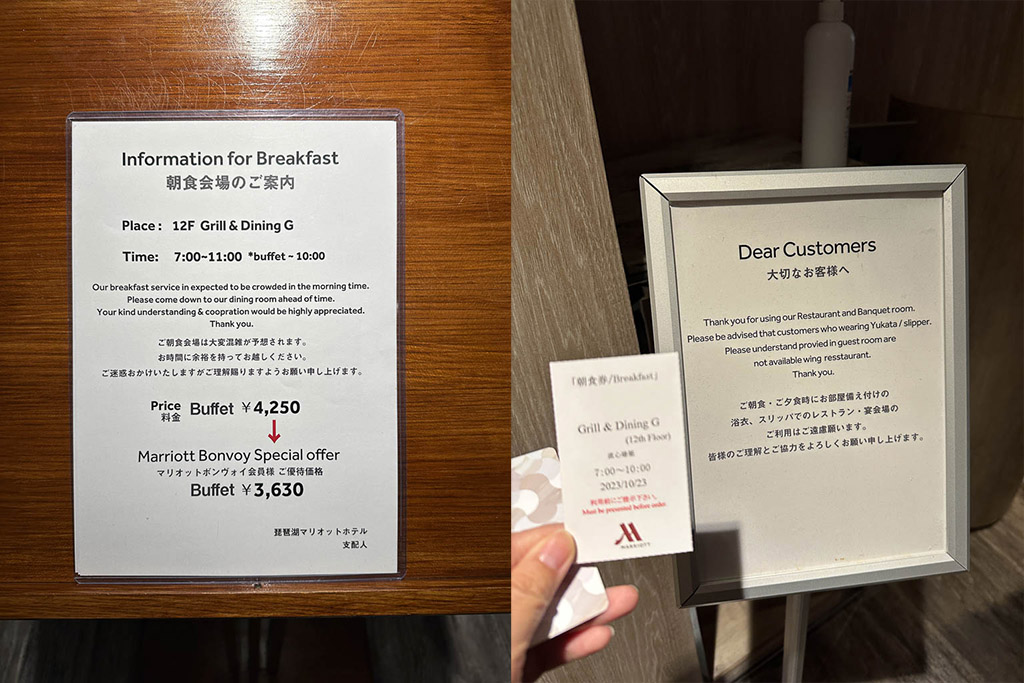 Information for Breakfast
朝食会場のご案内
Place : 12F Grill & Dining G
Time: 7:00~11:00 *buffet ~ 10:00
Our breakfast service in expected to be crowded in the morning time.
Please come down to our dining room ahead of time.
Your kind understanding & coopration would be highly appreciated.
Thank you.
ご朝食会場は大変混雑が予想されます。
お時間に余裕を持ってお越しください。
ご迷惑おかけいたしますがご理解賜りますようお願い申し上げます。
Price Buffet ¥4,250
料金
Marriott Bonvoy Special offer
マリオットボンヴォイ会員様 ご優待価格
Buffet ¥3,630
琵琶湖マリオットホテル
支配人
Dear Customers
大切なお客様へ
Thank you for using our Restaurant and Banquet room.
Please be advised that customers who wearing Yukata / slipper.
Please understand provied in guest room are
not available wing resstaurant.
Thank you.
ご朝食・ご夕食時にお部屋備え付けの
浴衣、スリッパでのレストラン・宴会場の
ご利用はご遠慮願います。
皆様のご理解とご協力をよろしくお願い申し上げます。
「朝食券/Breakfast」
Grill & Dining G
(12th Floor)
7:00～10:00
2023/10/23
利用前にご提示下さい。
Must be presented before order.
MARRIOTT